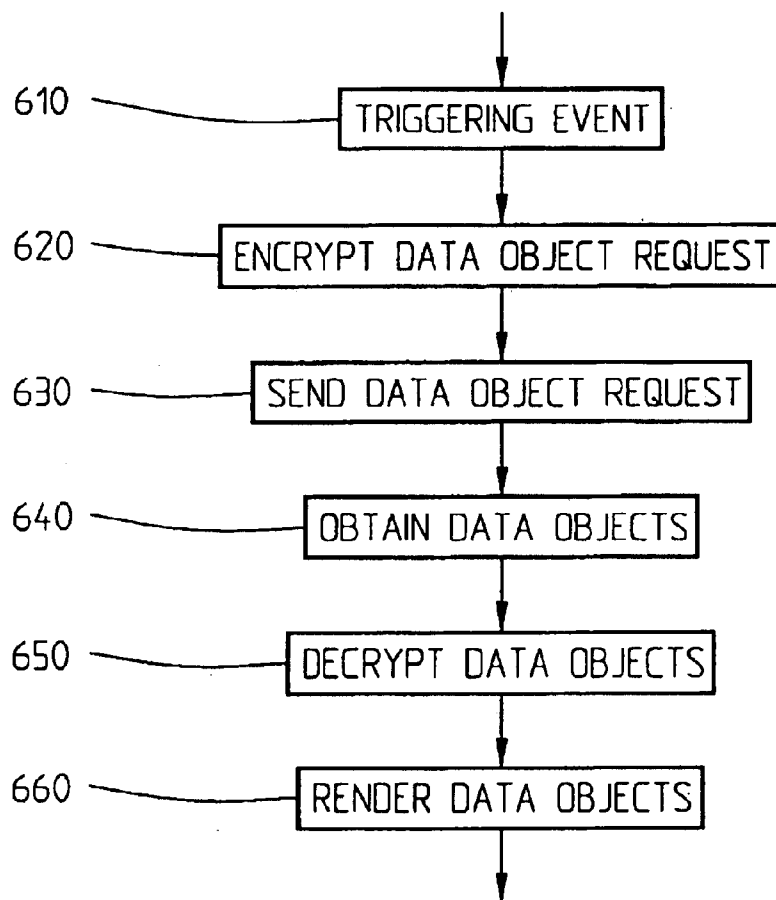 610 TRIGGERING EVENT
620 ENCRYPT DATA OBJECT REQUEST
630 SEND DATA OBJECT REQUEST
640 OBTAIN DATA OBJECTS
650 DECRYPT DATA OBJECTS
660 RENDER DATA OBJECTS